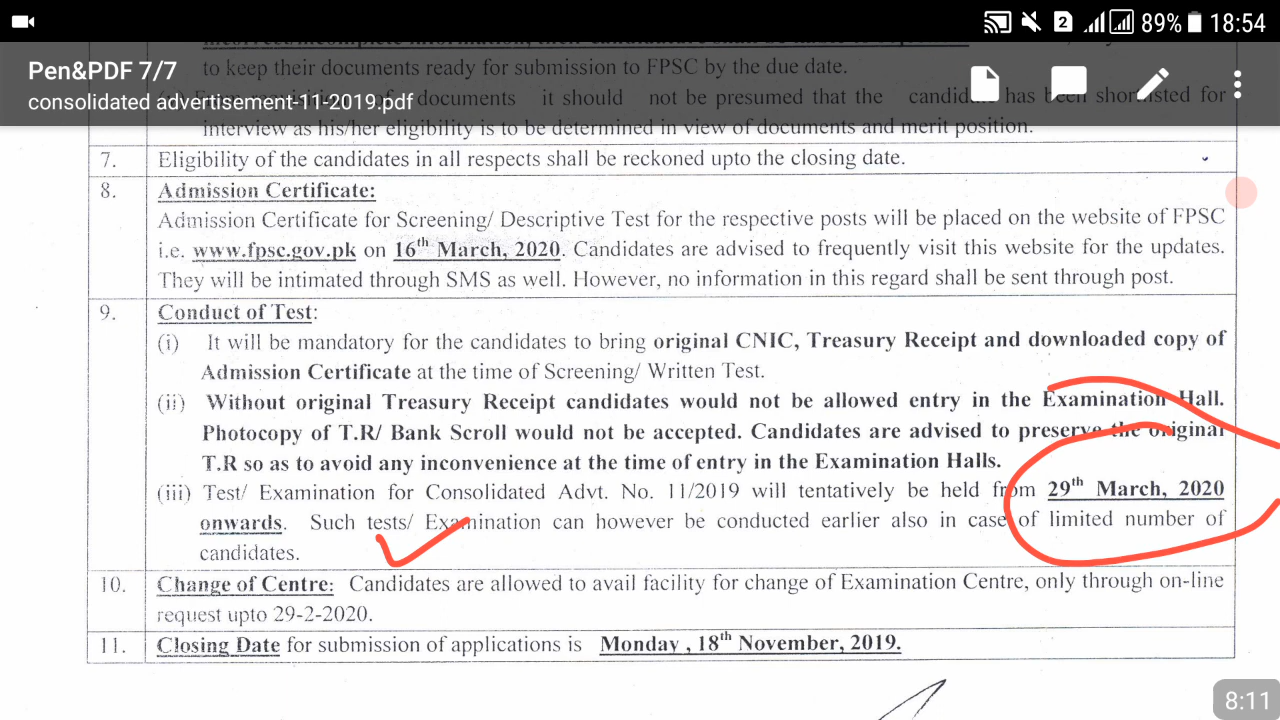 89% 18:54
Pen&PDF 7/7
consolidated advertisement-11-2019.pdf
to keep their documents ready for submission to FPSC by the due date.
documents it should not be presumed that the candid has been shortlisted for
interview as his/her eligibility is to be determined in view of documents and merit position.
7. Eligibility of the candidates in all respects shall be reckoned upto the closing date.
8. Admission Certificate:
Admission Certificate for Screening/ Descriptive Test for the respective posts will be placed on the website of FPSC
i.e. www.fpsc.gov.pk on 16th March, 2020. Candidates are advised to frequently visit this website for the updates.
They will be intimated through SMS as well. However, no information in this regard shall be sent through post.
9. Conduct of Test:
(i) It will be mandatory for the candidates to bring original CNIC, Treasury Receipt and downloaded copy of
Admission Certificate at the time of Screening/ Written Test.
(ii) Without original Treasury Receipt candidates would not be allowed entry in the Examination Hall.
Photocopy of T.R/ Bank Scroll would not be accepted. Candidates are advised to preserve the original
T.R so as to avoid any inconvenience at the time of entry in the Examination Halls.
(iii) Test/ Examination for Consolidated Advt. No. 11/2019 will tentatively be held from 29th March, 2020
onwards. Such tests/ Examination can however be conducted earlier also in case of limited number of
candidates.
10. Change of Centre: Candidates are allowed to avail facility for change of Examination Centre, only through on-line
request upto 29-2-2020.
11. Closing Date for submission of applications is Monday , 18th November, 2019.
8:11